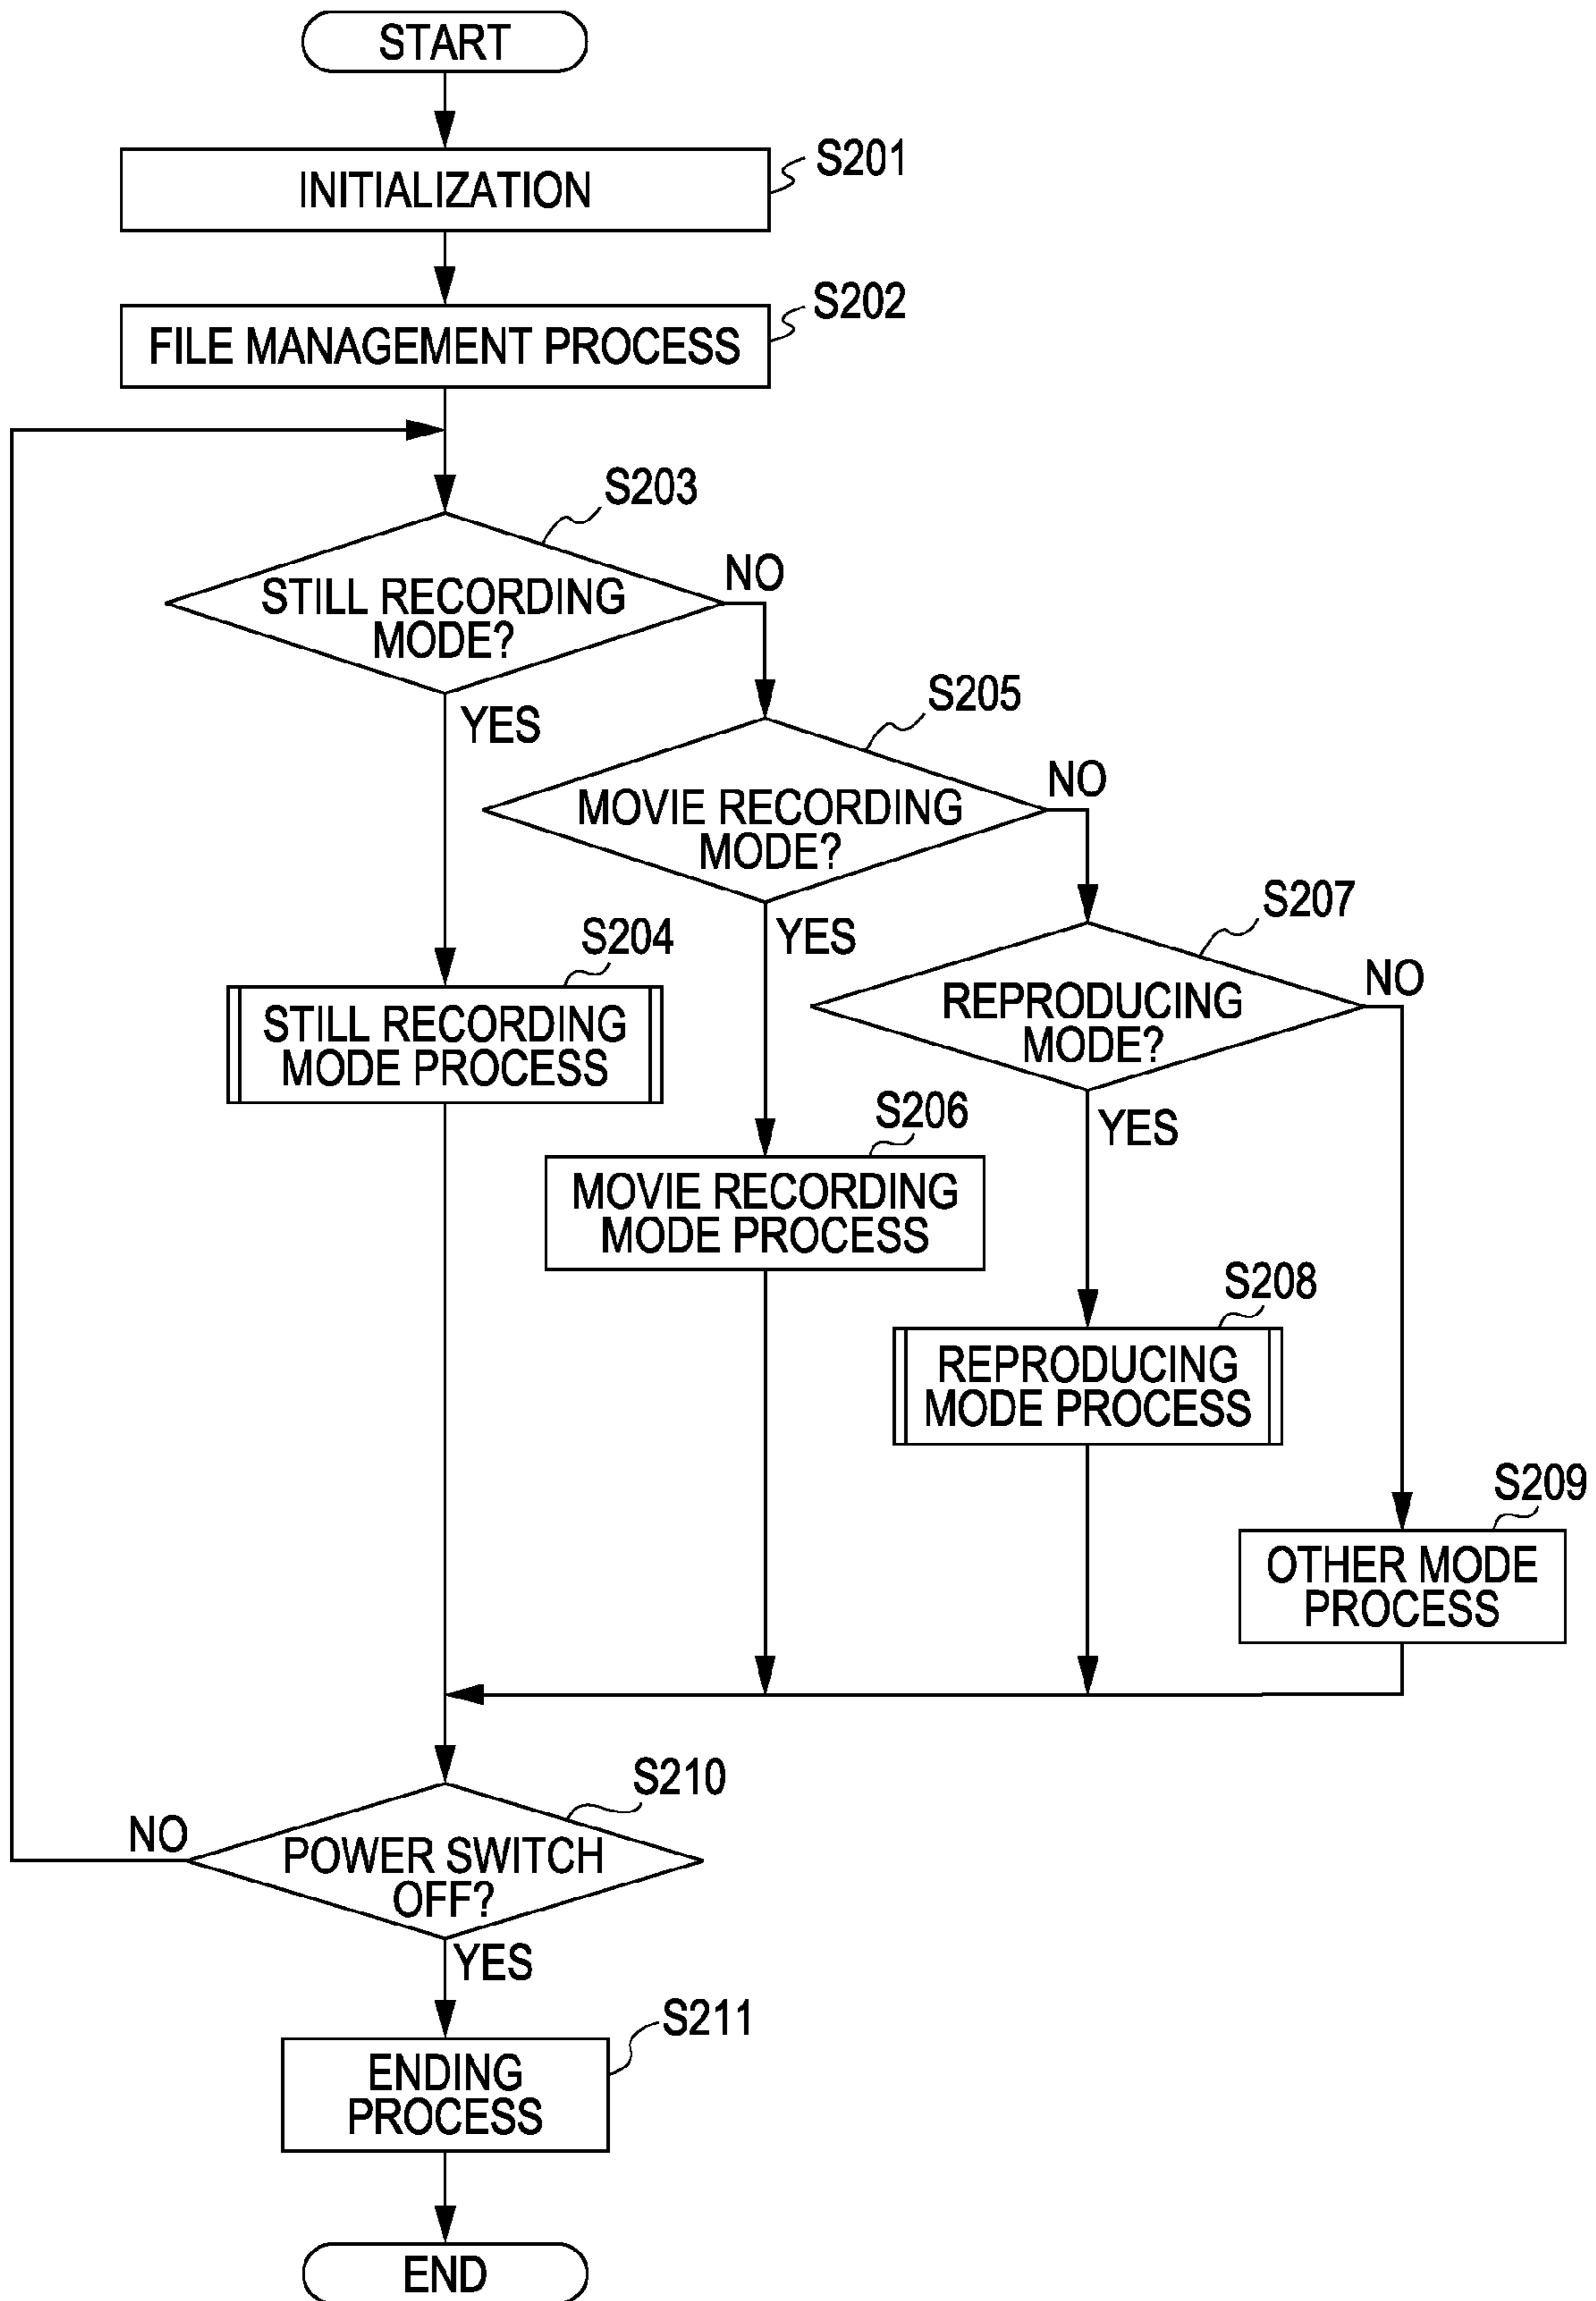 START
INITIALIZATION
S201
FILE MANAGEMENT PROCESS
S202
S203
STILL RECORDING
MODE?
NO
YES
S205
MOVIE RECORDING
MODE?
NO
YES
S207
REPRODUCING
MODE?
NO
YES
S204
STILL RECORDING
MODE PROCESS
S206
MOVIE RECORDING
MODE PROCESS
S208
REPRODUCING
MODE PROCESS
S209
OTHER MODE
PROCESS
S210
POWER SWITCH
OFF?
NO
YES
S211
ENDING
PROCESS
END